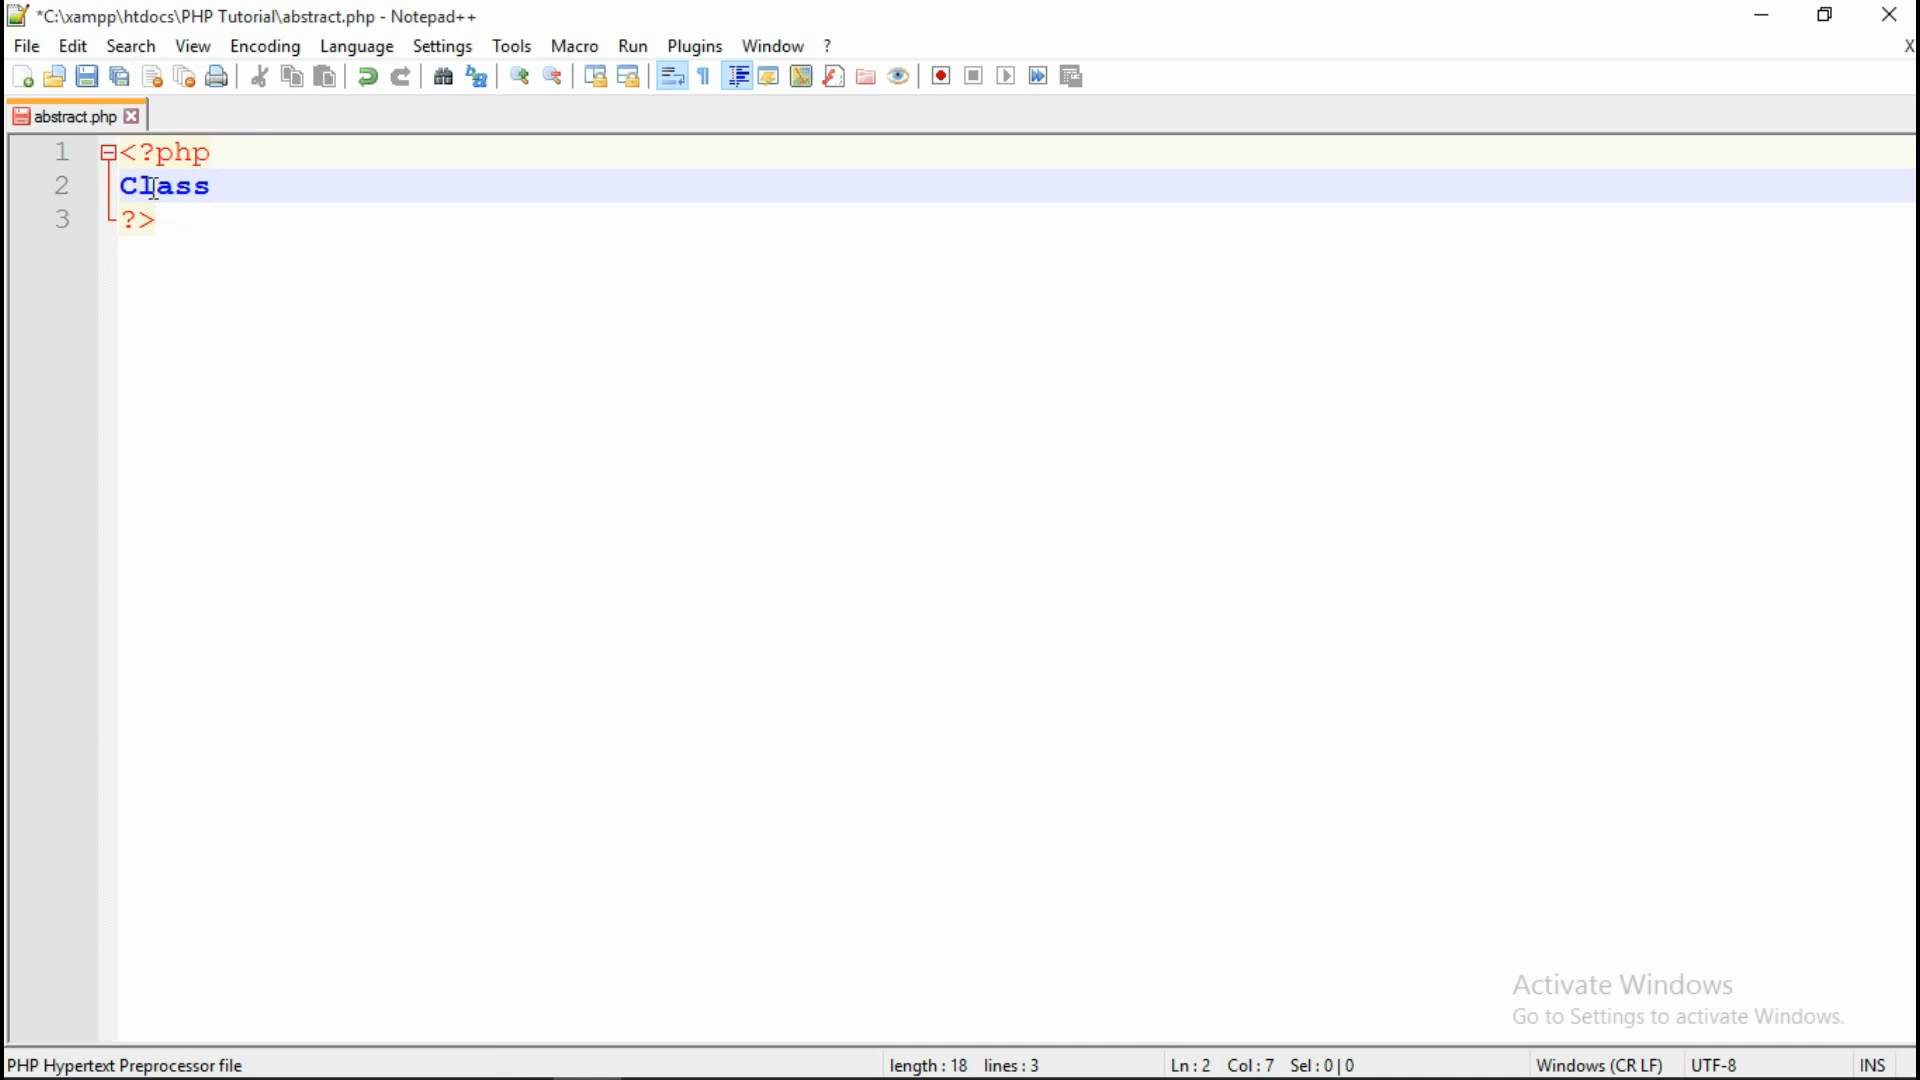 *C:\xampp\htdocs\PHP Tutorial\abstract.php - Notepad++
File Edit Search View Encoding Language Settings Tools Macro Run Plugins Window ? X
abstract.php
1 <?php
2 Class
3 ?>
Activate Windows
Go to Settings to activate Windows.
PHP Hypertext Preprocessor file length : 18 lines : 3 Ln : 2 Col : 7 Sel : 0 | 0 Windows (CR LF) UTF-8 INS